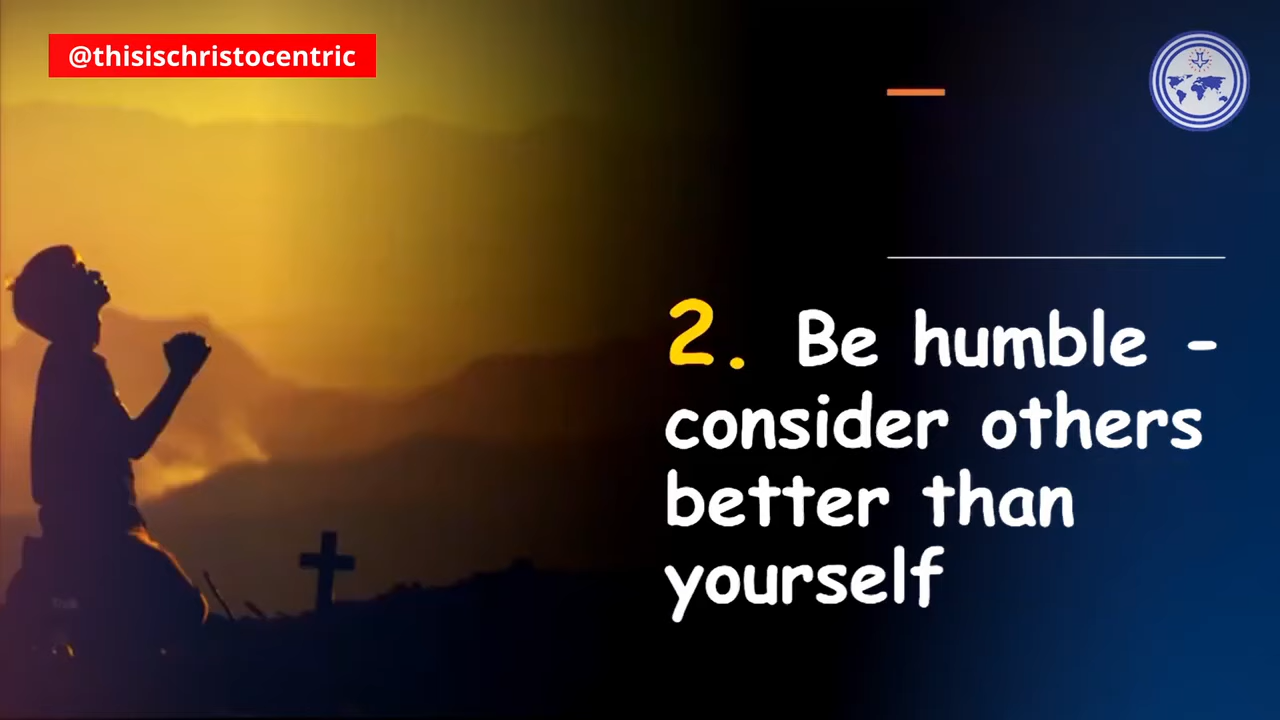 @thisischristocentric
2. Be humble -
consider others
better than
yourself